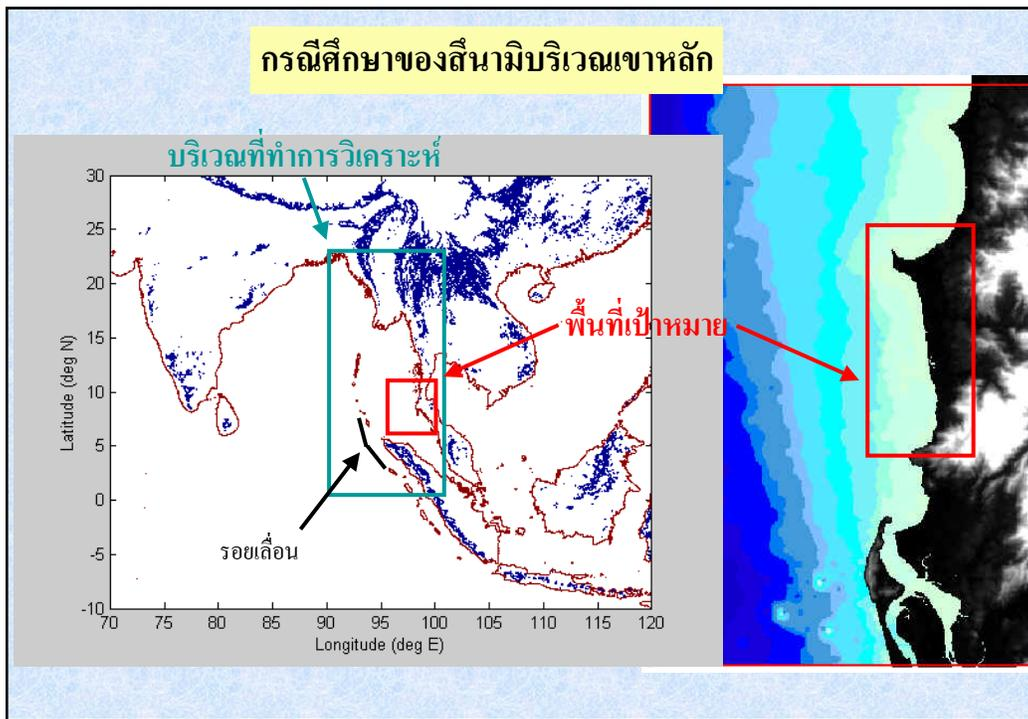 กรณีศึกษาของสึนามิบริเวณเขาหลัก
บริเวณที่ทำการวิเคราะห์
30
25
20
15
10
5
0
-5
-10
Latitude (deg N)
พื้นที่เป้าหมาย
รอยเลื่อน
70 75 80 85 90 95 100 105 110 115 120
Longitude (deg E)